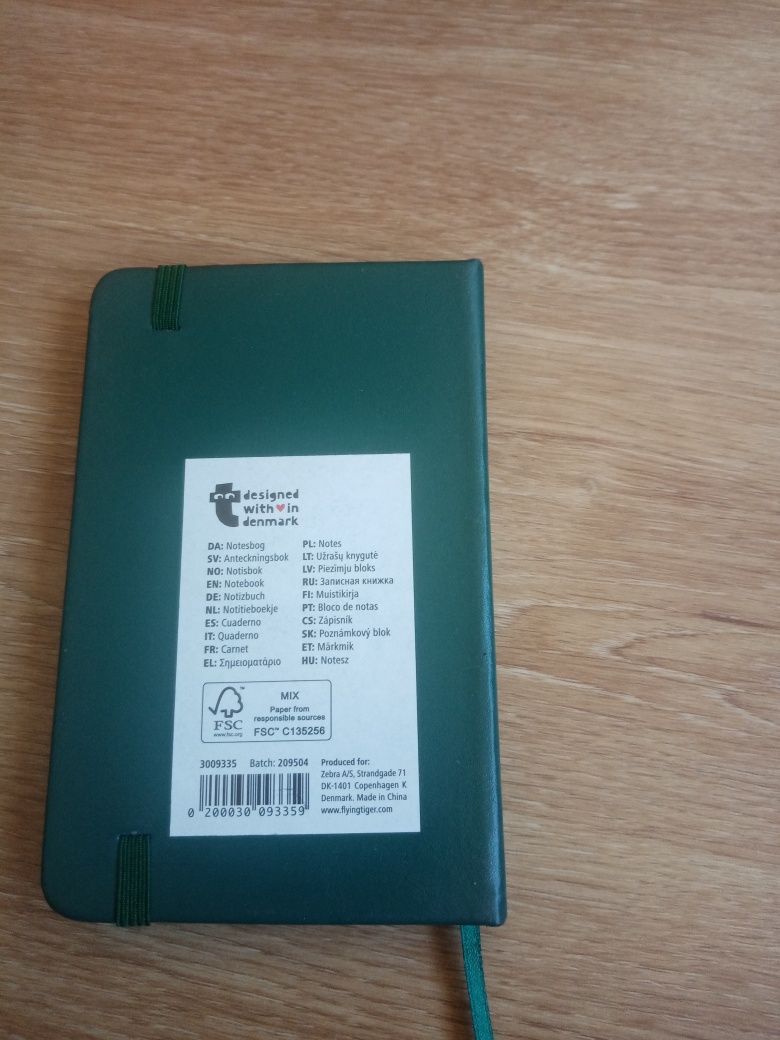 designed
with♥in
denmark
DA: Notesbog
SV: Anteckningsbok
NO: Notisbok
EN: Notebook
DE: Notizbuch
NL: Notitieboekje
ES: Cuaderno
IT: Quaderno
FR: Carnet
EL: Σημειοματάριο
PL: Notes
LT: Užrašų knygutė
LV: Piezīmju bloks
RU: Записная книжка
FI: Muistikirja
PT: Bloco de notas
CS: Zápisník
SK: Poznámkový blok
ET: Märkmik
HU: Notesz
FSC™
www.fsc.org
MIX
Paper from
responsible sources
FSC™ C135256
3009335 Batch: 209504
0 200030 093359
Produced for:
Zebra A/S, Strandgade 71
DK-1401 Copenhagen K
Denmark. Made in China
www.flyingtiger.com